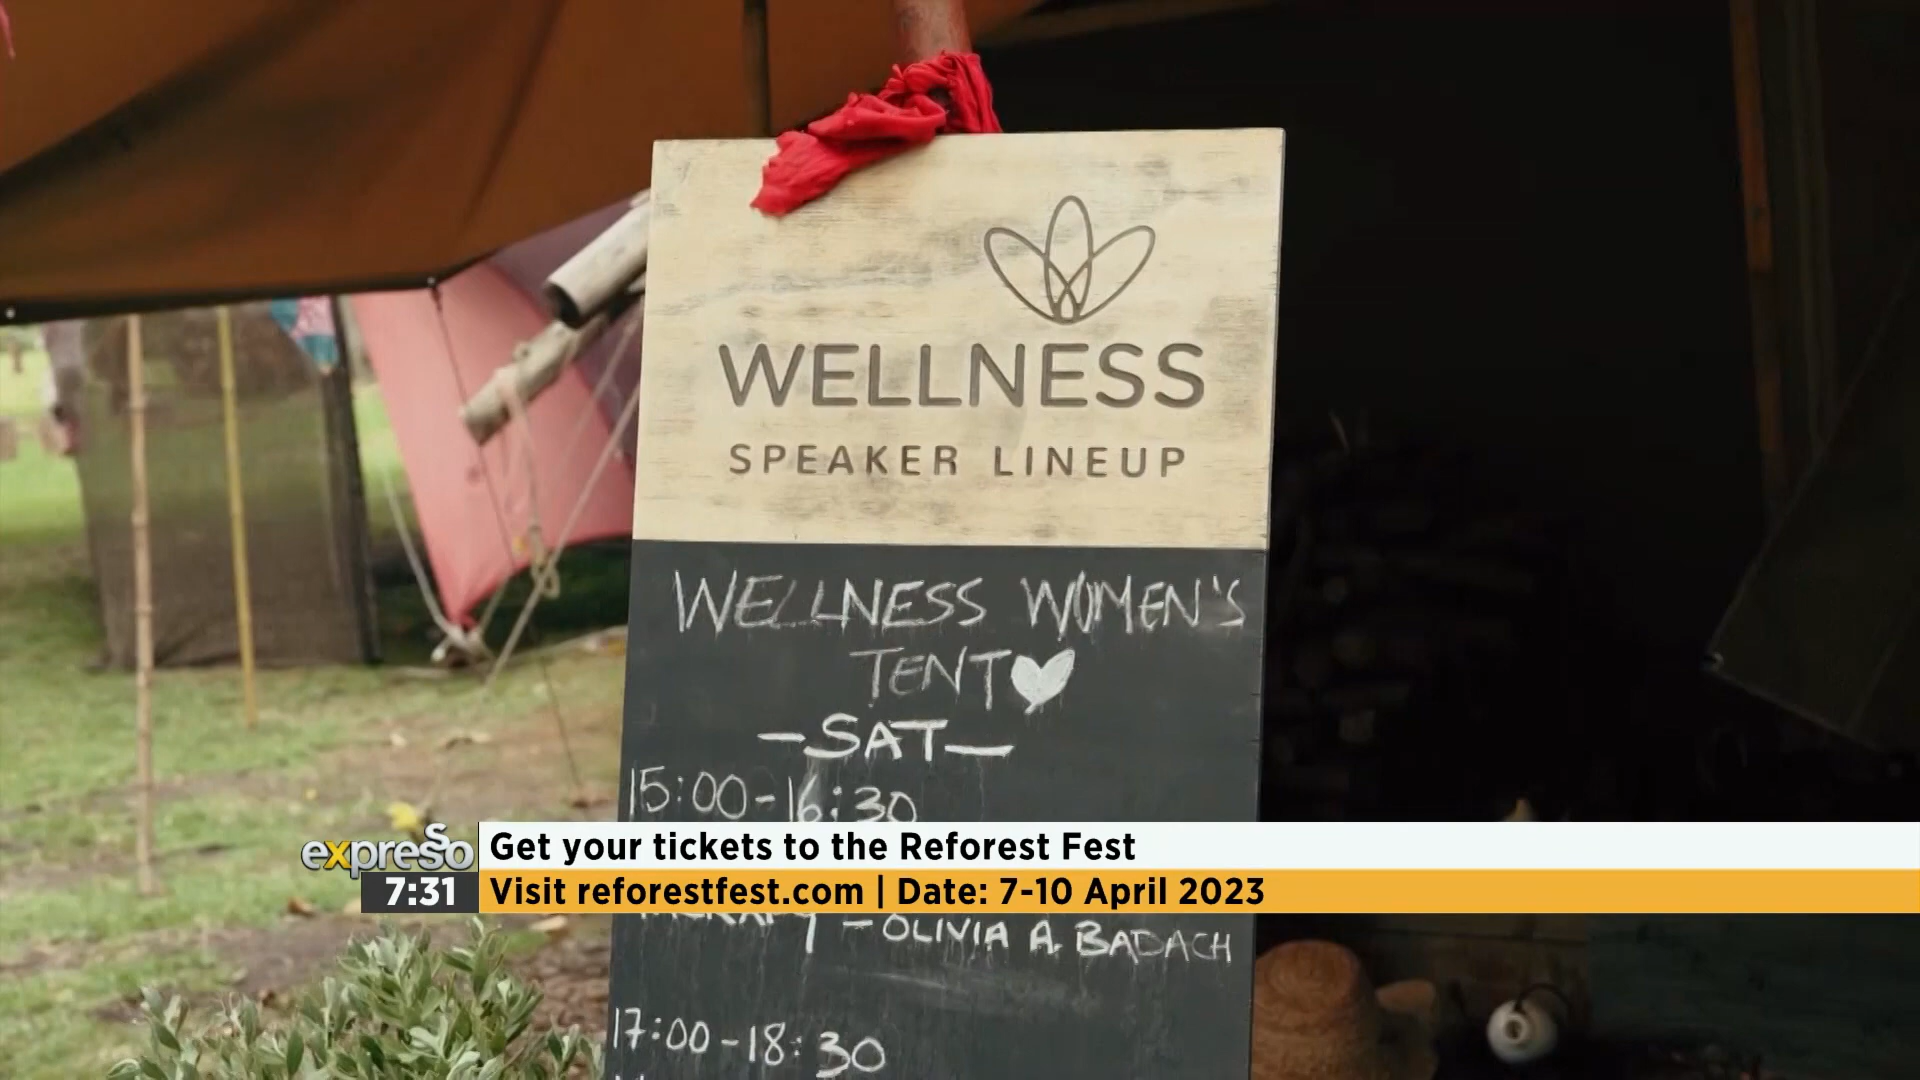 WELLNESS
SPEAKER LINEUP
WELLNESS WOMEN'S
TENT
-SAT-
15:00-16:30
expresso
Get your tickets to the Reforest Fest
7:31
Visit reforestfest.com | Date: 7-10 April 2023
- OLIVIA A. BADACH
17:00-18:30